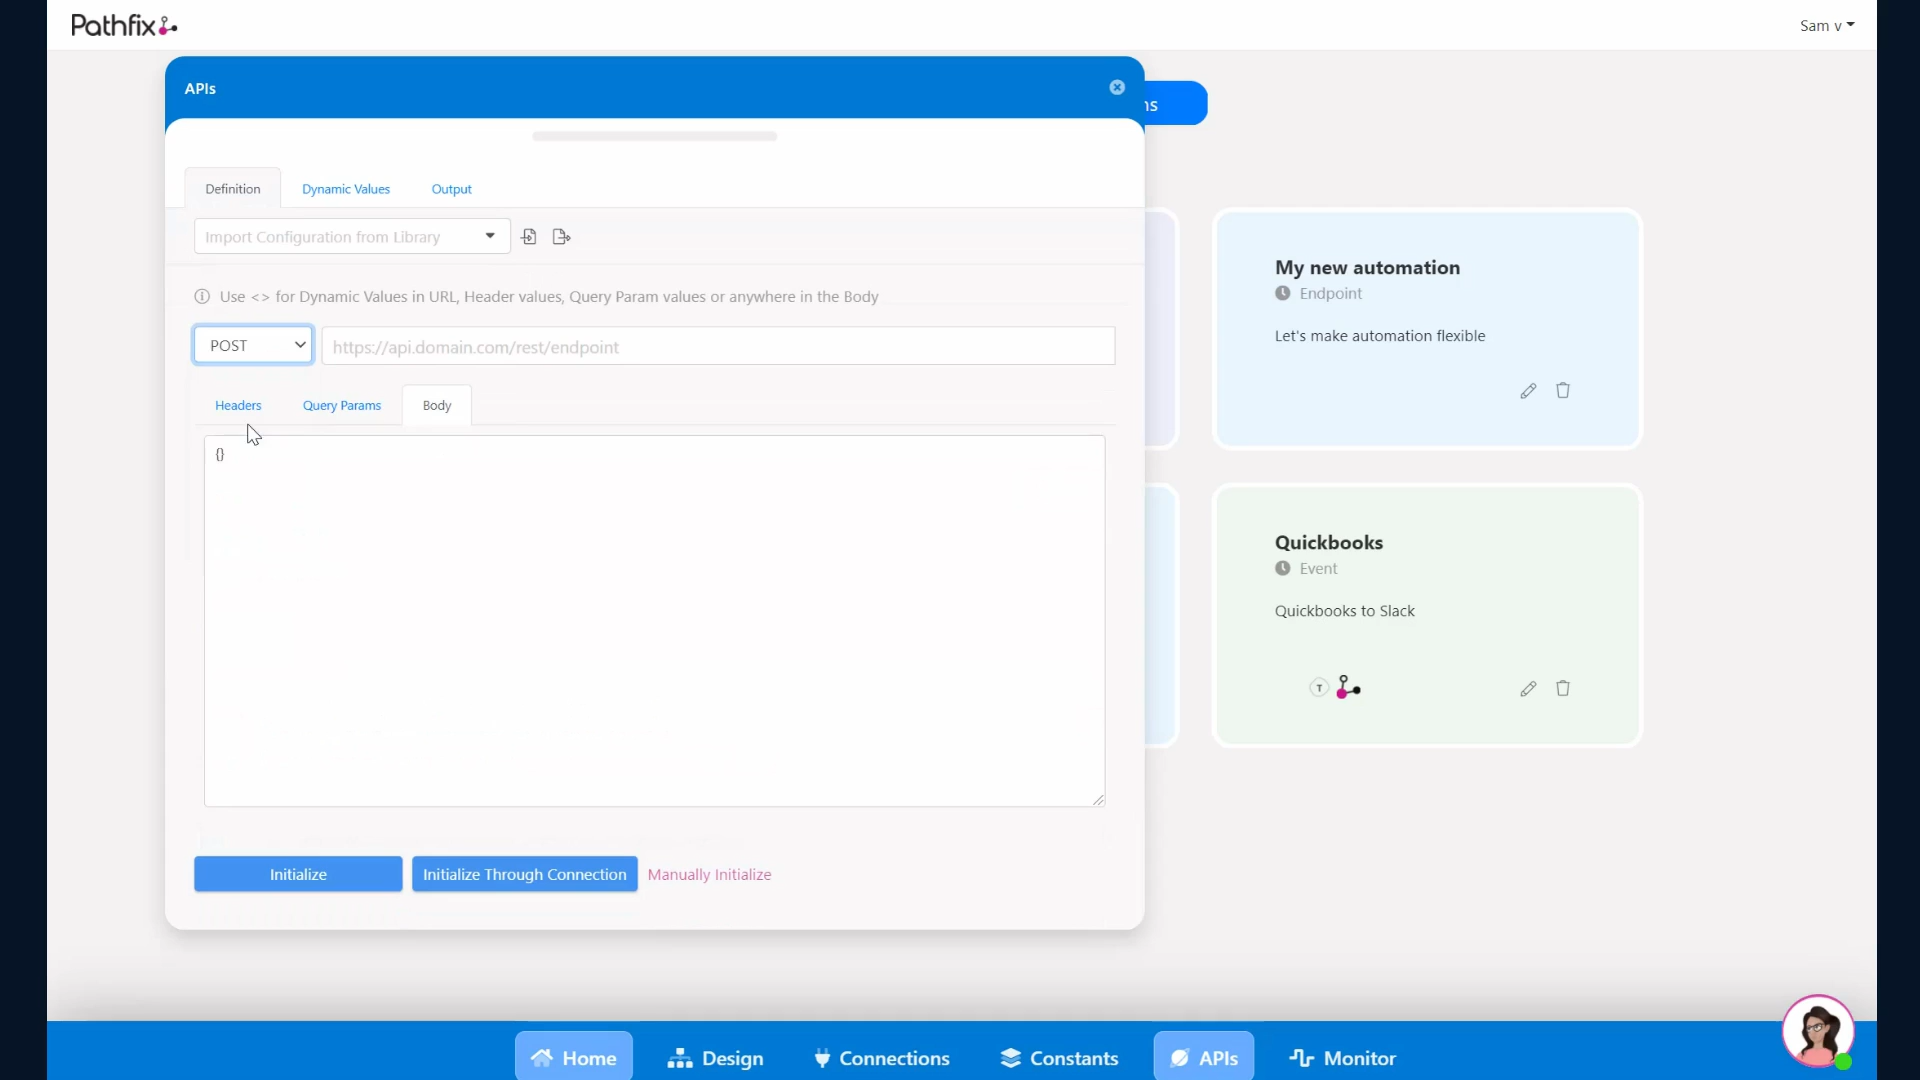 Pathfix
Sam v
APIs
ns
Definition
Dynamic Values
Output
Import Configuration from Library
Use <> for Dynamic Values in URL, Header values, Query Param values or anywhere in the Body
POST
https://api.domain.com/rest/endpoint
Headers
Query Params
Body
{}
Initialize
Initialize Through Connection
Manually Initialize
My new automation
Endpoint
Let's make automation flexible
Quickbooks
Event
Quickbooks to Slack
T
Home
Design
Connections
Constants
APIs
Monitor